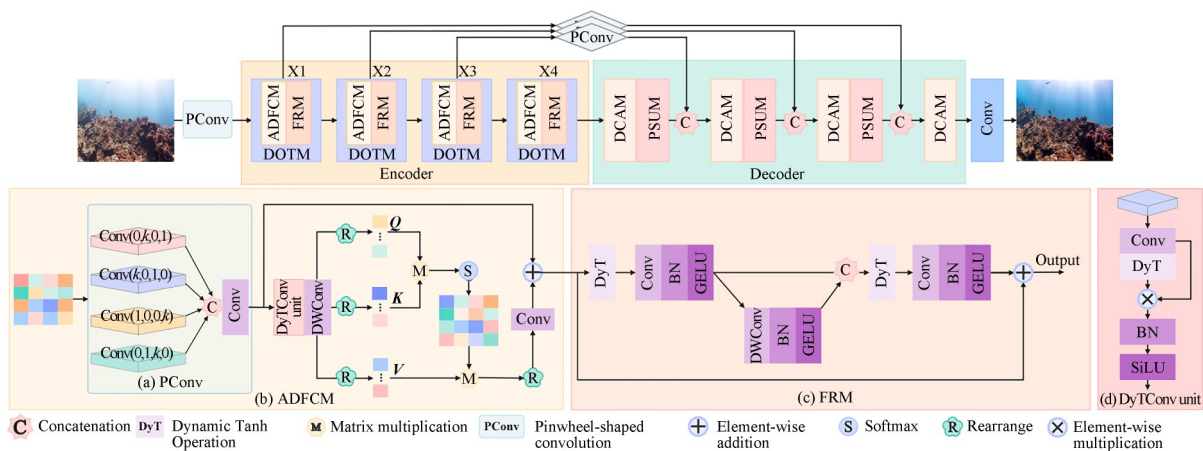 PConv
X1 X2 X3 X4
PConv
ADFCM FRM ADFCM FRM ADFCM FRM ADFCM FRM
DOTM DOTM DOTM DOTM
Encoder
DCAM PSUM C DCAM PSUM C DCAM PSUM C DCAM
Decoder
Conv
Conv(0,k,0,1)
Conv(k,0,1,0)
Conv(1,0,0,k)
Conv(0,1,k,0)
C
Conv
(a) PConv
DyTConv
unit
DWConv
R Q
R K
R V
M
S
M
R
Conv
(b) ADFCM
DyT
Conv
BN
GELU
DWConv
BN
GELU
C
DyT
Conv
BN
GELU
Output
(c) FRM
Conv
DyT
BN
SiLU
(d) DyTConv unit
C Concatenation
DyT Dynamic Tanh
Operation
M Matrix multiplication
PConv Pinwheel-shaped
convolution
Element-wise
addition
S Softmax
R Rearrange
Element-wise
multiplication